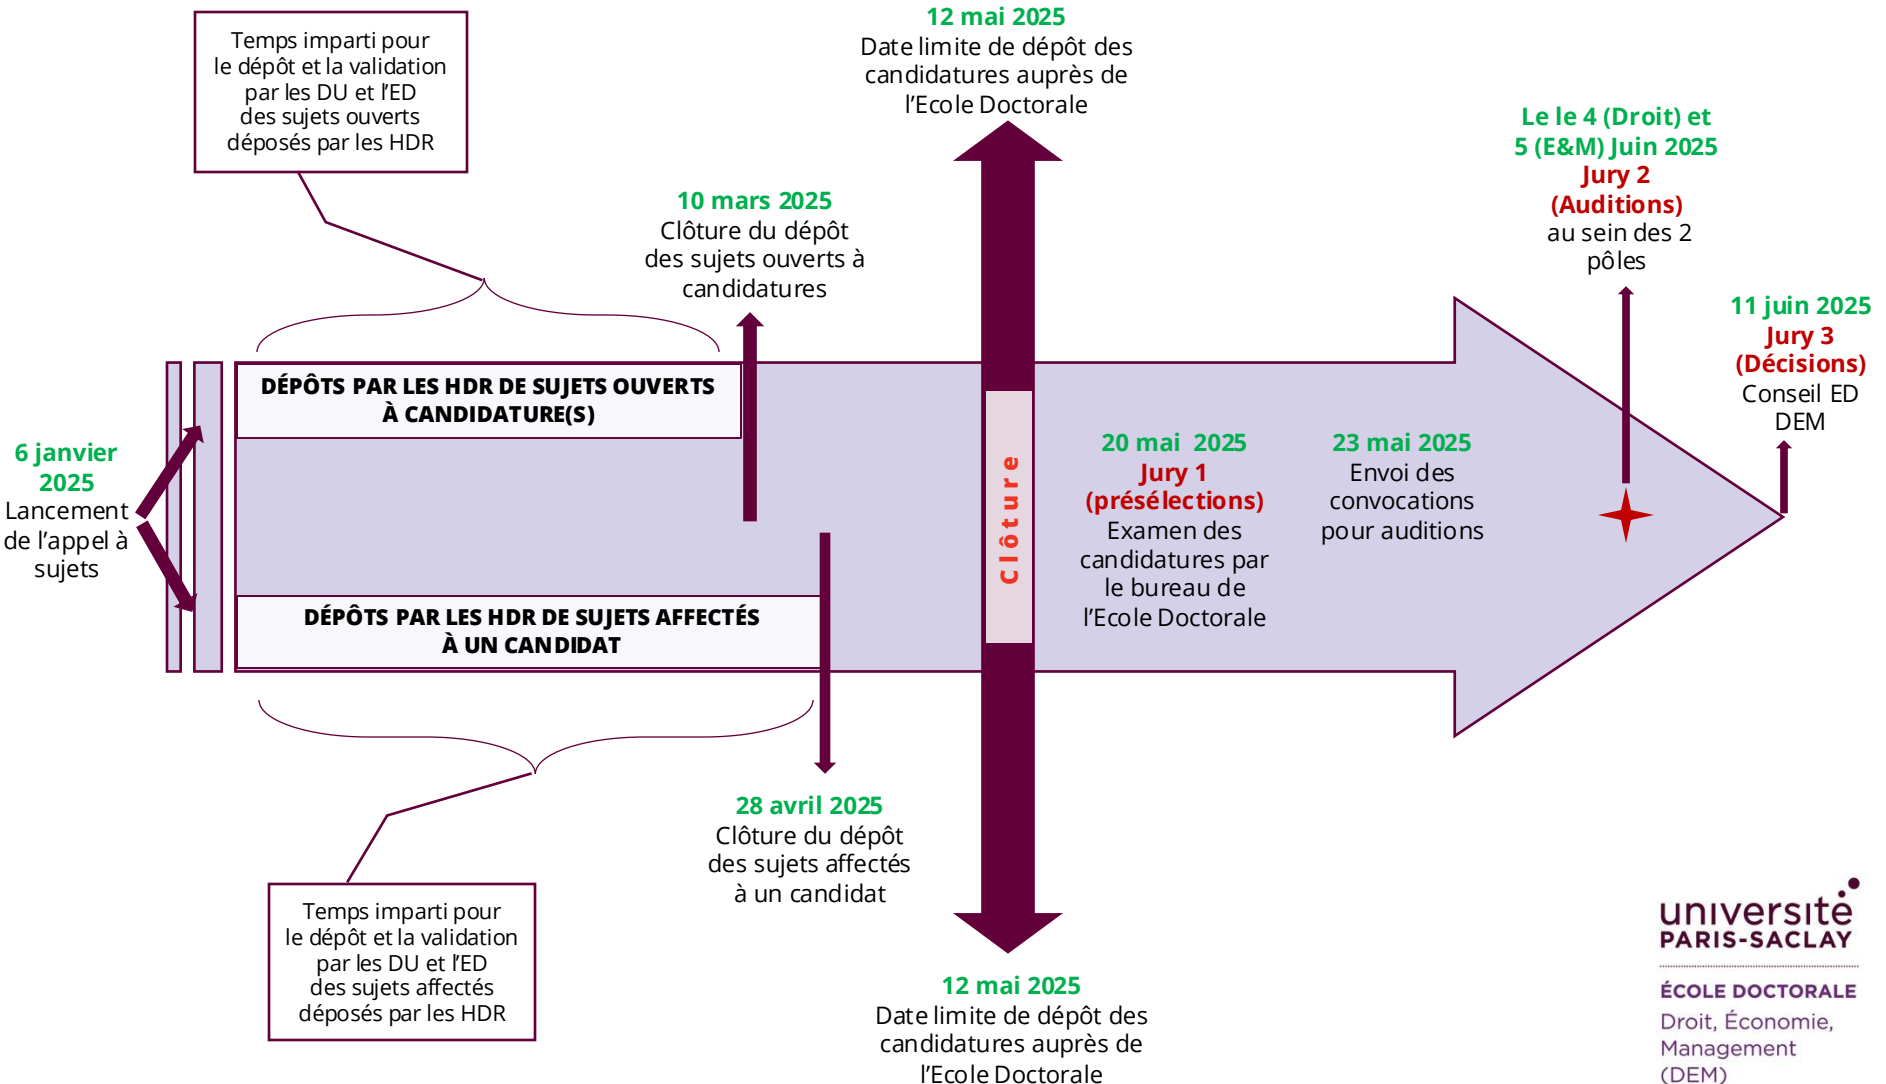 Temps imparti pour
le dépôt et la validation
par les DU et l’ED
des sujets ouverts
déposés par les HDR
12 mai 2025
Date limite de dépôt des
candidatures auprès de
l’Ecole Doctorale
10 mars 2025
Clôture du dépôt
des sujets ouverts à
candidatures
Le le 4 (Droit) et
5 (E&M) Juin 2025
Jury 2
(Auditions)
au sein des 2
pôles
11 juin 2025
Jury 3
(Décisions)
Conseil ED
DEM
DÉPÔTS PAR LES HDR DE SUJETS OUVERTS
À CANDIDATURE(S)
6 janvier
2025
Lancement
de l’appel à
sujets
Clôture
20 mai  2025
Jury 1
(présélections)
Examen des
candidatures par
le bureau de
l’Ecole Doctorale
23 mai 2025
Envoi des
convocations
pour auditions
DÉPÔTS PAR LES HDR DE SUJETS AFFECTÉS
À UN CANDIDAT
28 avril 2025
Clôture du dépôt
des sujets affectés
à un candidat
Temps imparti pour
le dépôt et la validation
par les DU et l’ED
des sujets affectés
déposés par les HDR
12 mai 2025
Date limite de dépôt des
candidatures auprès de
l’Ecole Doctorale
université
PARIS-SACLAY
ÉCOLE DOCTORALE
Droit, Économie,
Management
(DEM)